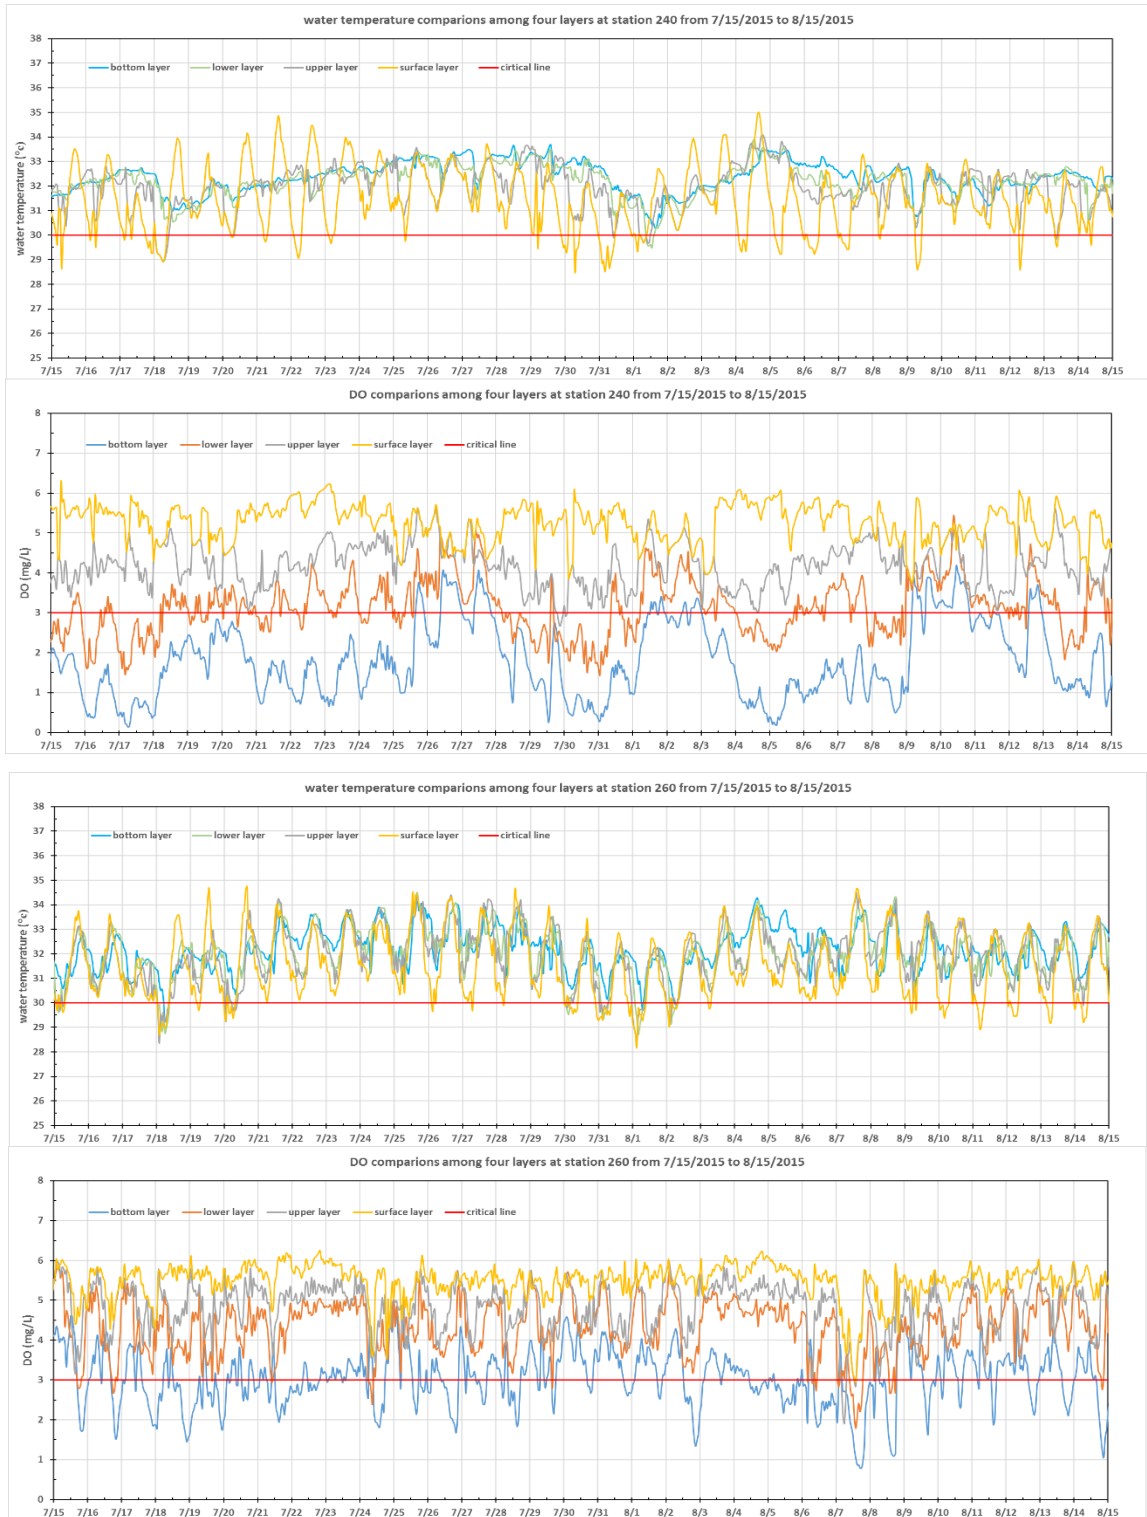 water temperature comparions among four layers at station 240 from 7/15/2015 to 8/15/2015
38
bottom layer lower layer upper layer surface layer cirtical line
37
36
35
34
33
32
31
30
29
28
27
26
25
water temperature (°c)
7/15 7/16 7/17 7/18 7/19 7/20 7/21 7/22 7/23 7/24 7/25 7/26 7/27 7/28 7/29 7/30 7/31 8/1 8/2 8/3 8/4 8/5 8/6 8/7 8/8 8/9 8/10 8/11 8/12 8/13 8/14 8/15
DO comparions among four layers at station 240 from 7/15/2015 to 8/15/2015
8
bottom layer lower layer upper layer surface layer critical line
7
6
5
4
3
2
1
0
DO (mg/L)
7/15 7/16 7/17 7/18 7/19 7/20 7/21 7/22 7/23 7/24 7/25 7/26 7/27 7/28 7/29 7/30 7/31 8/1 8/2 8/3 8/4 8/5 8/6 8/7 8/8 8/9 8/10 8/11 8/12 8/13 8/14 8/15
water temperature comparions among four layers at station 260 from 7/15/2015 to 8/15/2015
38
37
bottom layer lower layer upper layer surface layer cirtical line
36
35
34
33
32
31
30
29
28
27
26
25
water temperature (°c)
7/15 7/16 7/17 7/18 7/19 7/20 7/21 7/22 7/23 7/24 7/25 7/26 7/27 7/28 7/29 7/30 7/31 8/1 8/2 8/3 8/4 8/5 8/6 8/7 8/8 8/9 8/10 8/11 8/12 8/13 8/14 8/15
DO comparions among four layers at station 260 from 7/15/2015 to 8/15/2015
8
bottom layer lower layer upper layer surface layer critical line
7
6
5
4
3
2
1
0
DO (mg/L)
7/15 7/16 7/17 7/18 7/19 7/20 7/21 7/22 7/23 7/24 7/25 7/26 7/27 7/28 7/29 7/30 7/31 8/1 8/2 8/3 8/4 8/5 8/6 8/7 8/8 8/9 8/10 8/11 8/12 8/13 8/14 8/15